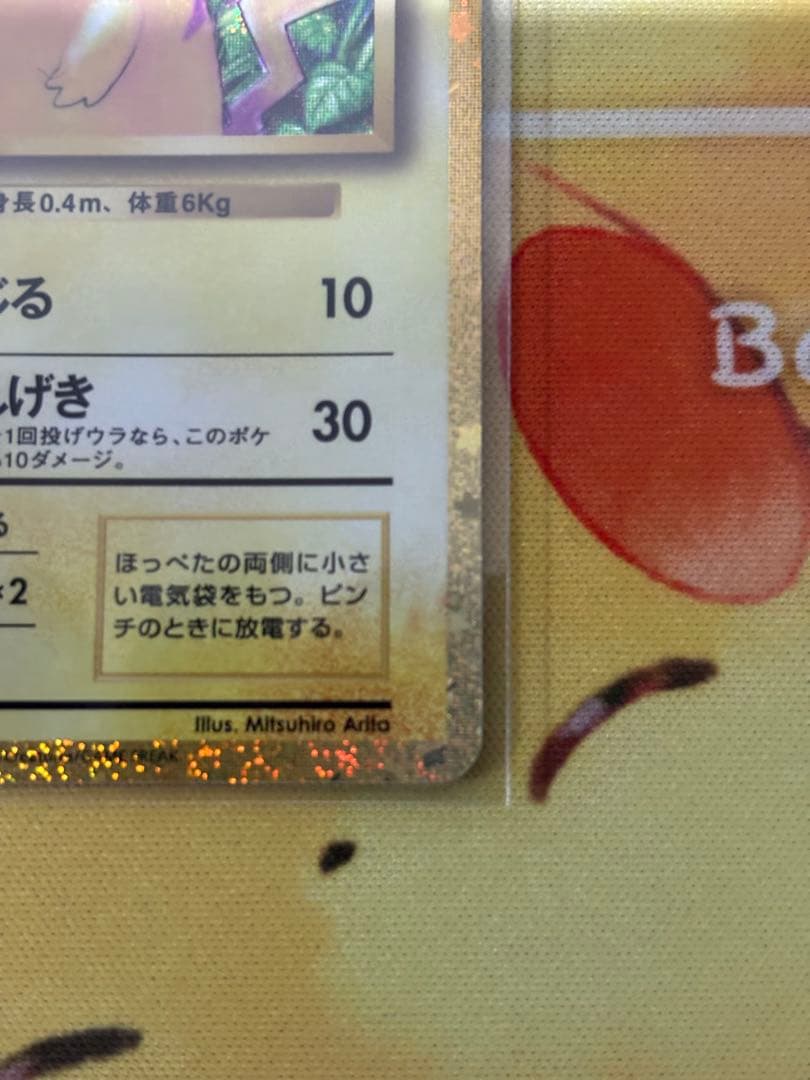 身長0.4m、体重6Kg
じる 10
げき 30
1回投げウラなら、このポケ
10ダメージ。
る
×2
ほっぺたの両側に小さ
い電気袋をもつ。ピン
チのときに放電する。
Illus. Mitsuhiro Arita
Be